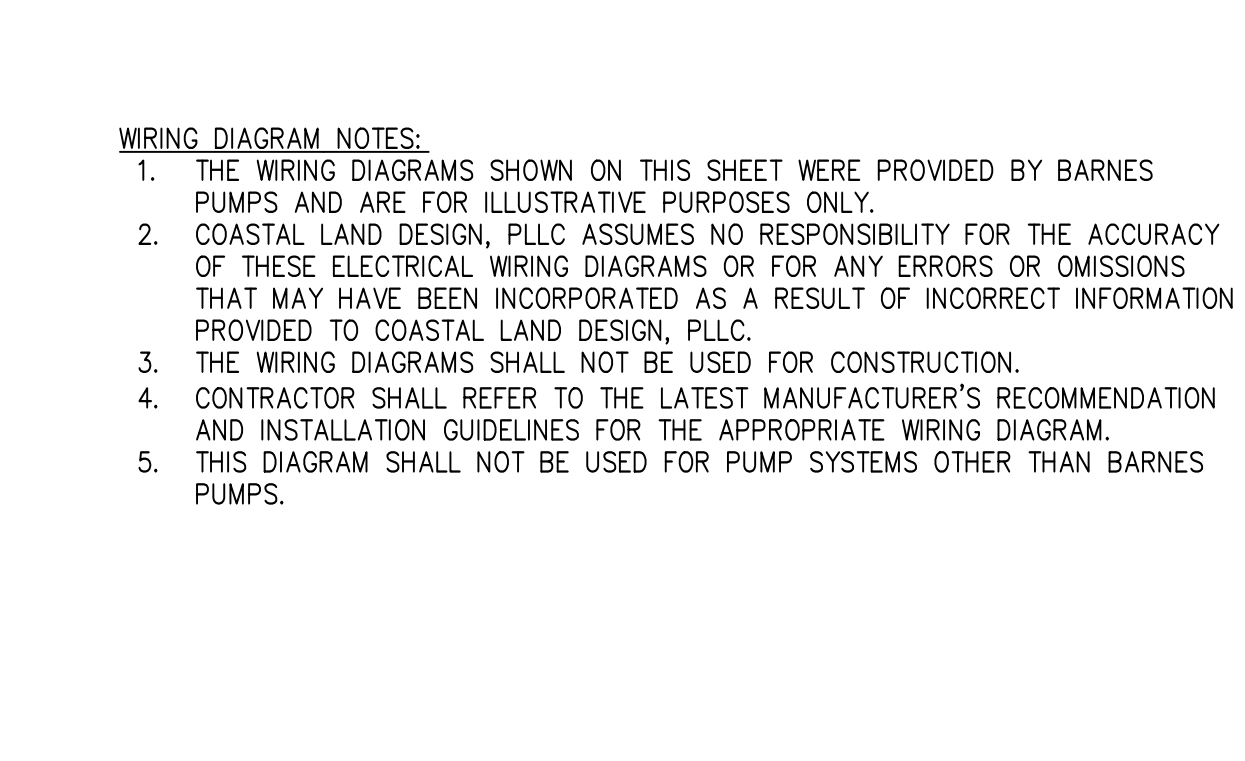 WIRING DIAGRAM NOTES:
1. THE WIRING DIAGRAMS SHOWN ON THIS SHEET WERE PROVIDED BY BARNES
PUMPS AND ARE FOR ILLUSTRATIVE PURPOSES ONLY.
2. COASTAL LAND DESIGN, PLLC ASSUMES NO RESPONSIBILITY FOR THE ACCURACY
OF THESE ELECTRICAL WIRING DIAGRAMS OR FOR ANY ERRORS OR OMISSIONS
THAT MAY HAVE BEEN INCORPORATED AS A RESULT OF INCORRECT INFORMATION
PROVIDED TO COASTAL LAND DESIGN, PLLC.
3. THE WIRING DIAGRAMS SHALL NOT BE USED FOR CONSTRUCTION.
4. CONTRACTOR SHALL REFER TO THE LATEST MANUFACTURER'S RECOMMENDATION
AND INSTALLATION GUIDELINES FOR THE APPROPRIATE WIRING DIAGRAM.
5. THIS DIAGRAM SHALL NOT BE USED FOR PUMP SYSTEMS OTHER THAN BARNES
PUMPS.